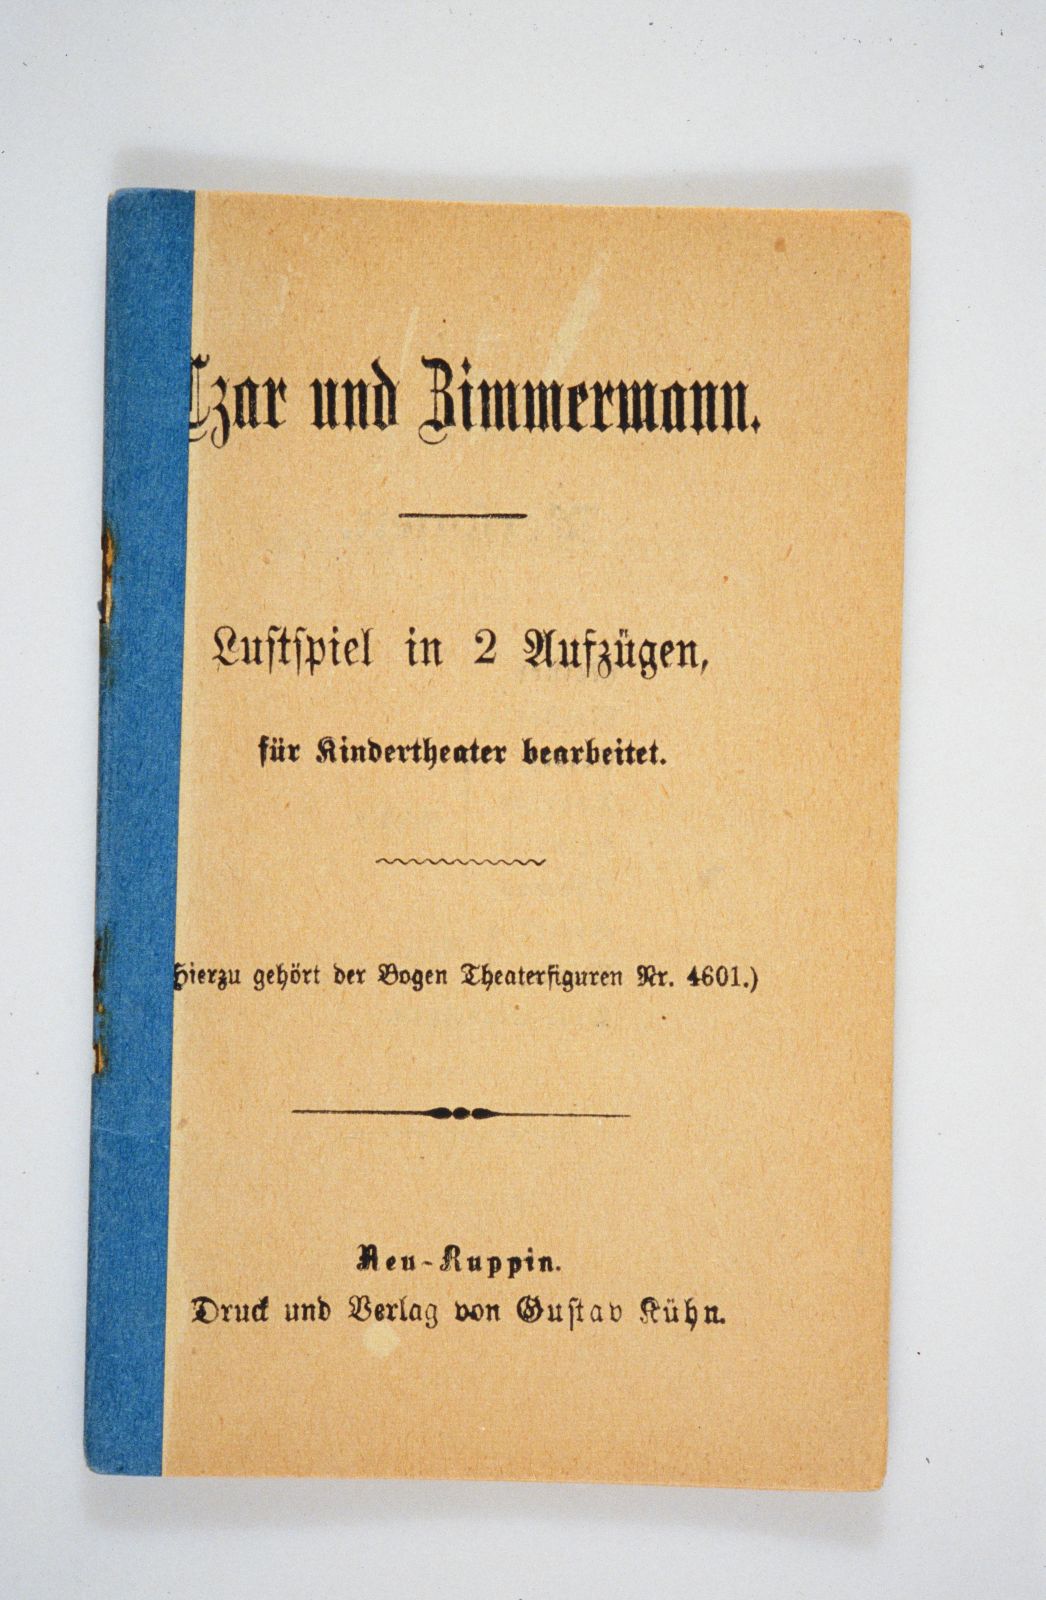 Czar und Zimmermann.
Lustspiel in 2 Aufzügen,
für Kindertheater bearbeitet.
Hierzu gehört der Bogen Theaterfiguren Nr. 4601.)
Neu-Ruppin.
Druck und Verlag von Gustav Kühn.